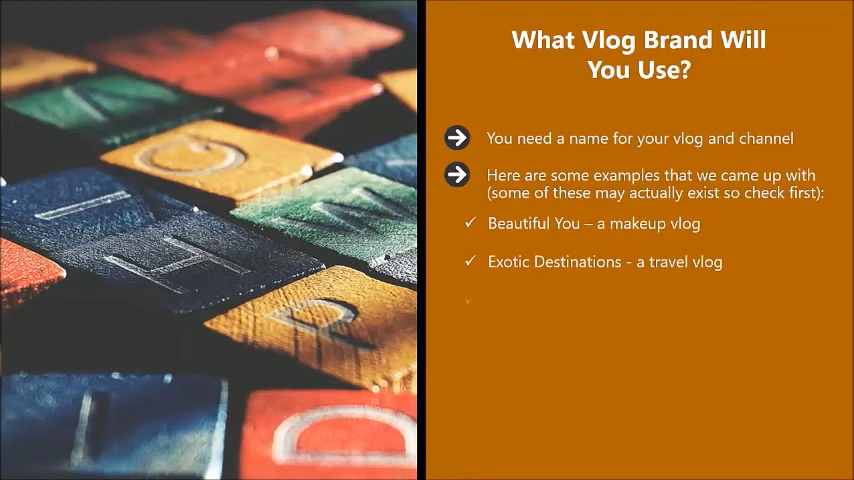 What Vlog Brand Will
You Use?
You need a name for your vlog and channel
Here are some examples that we came up with
(some of these may actually exist so check first):
Beautiful You – a makeup vlog
Exotic Destinations - a travel vlog
K
G
I
W
H
P
I
D